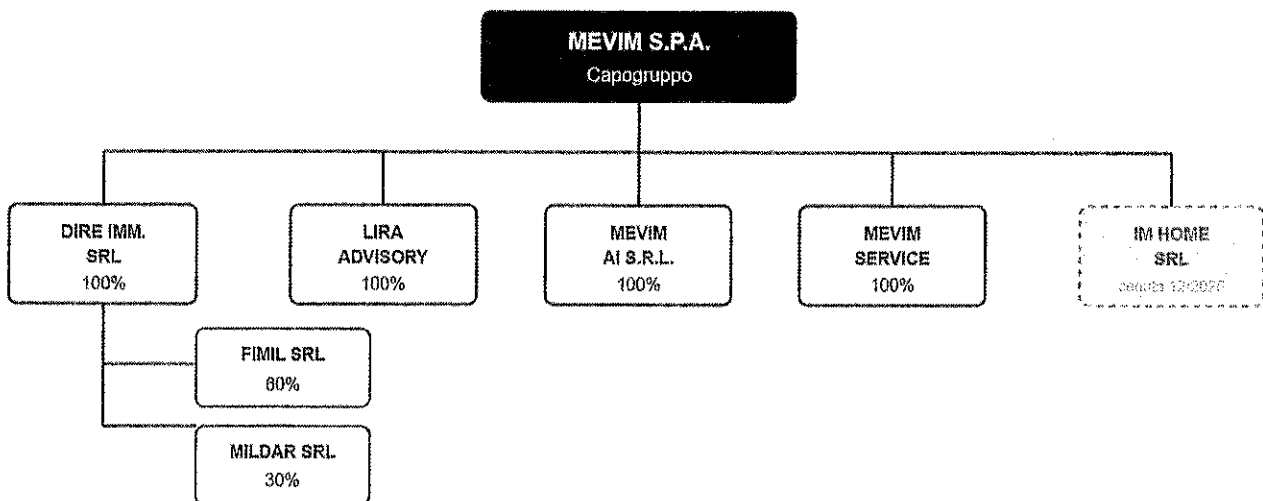 MEVIM S.P.A.
Capogruppo
DIRE IMM.
SRL
100%
LIRA
ADVISORY
100%
MEVIM
AI S.R.L.
100%
MEVIM
SERVICE
100%
IM HOME
SRL
FIMIL SRL
60%
MILDAR SRL
30%